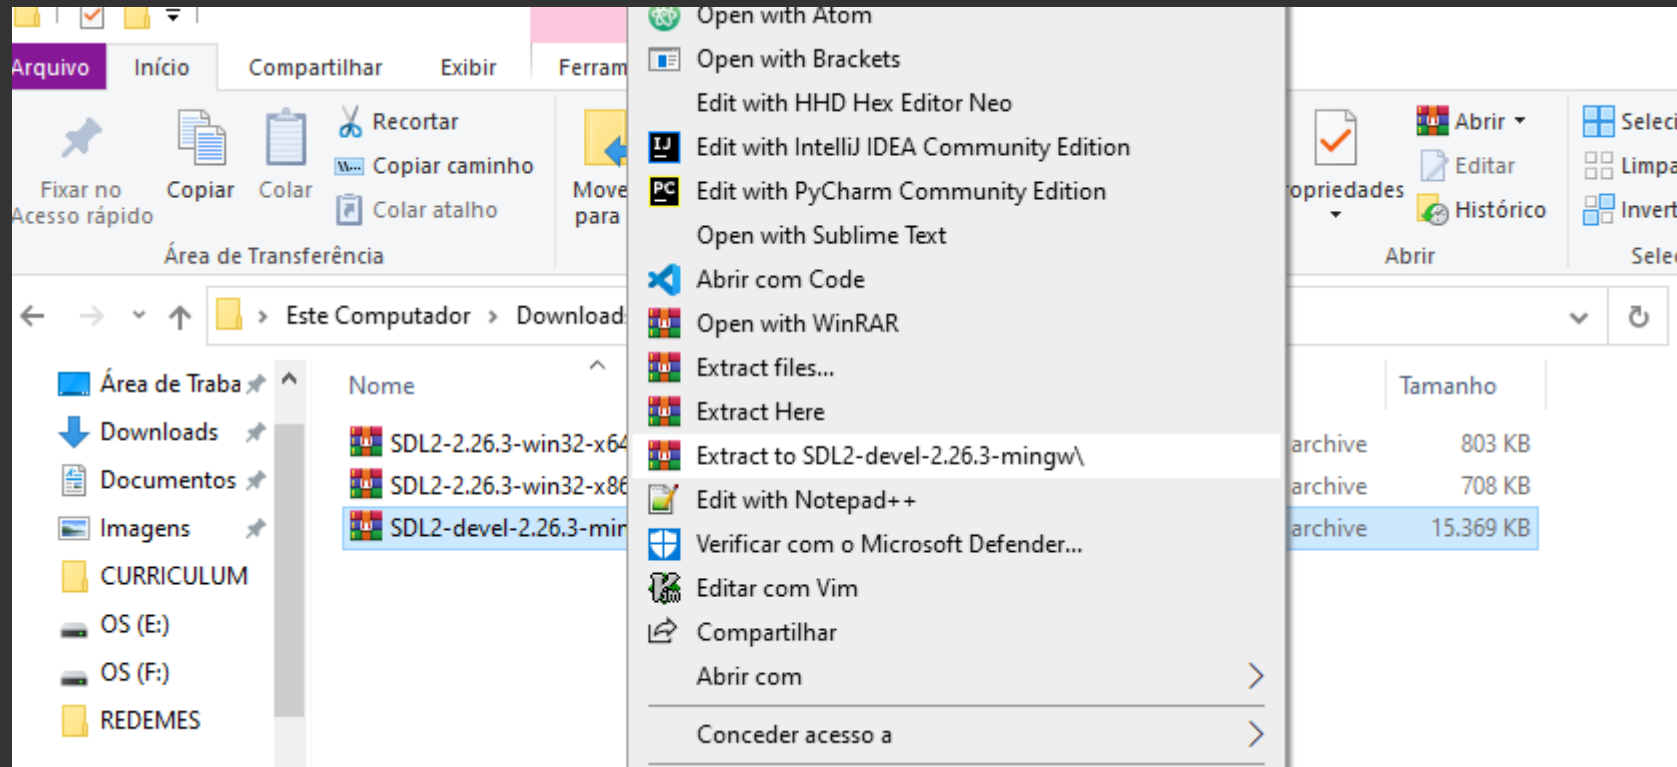 Arquivo Início Compartilhar Exibir Ferram
Fixar no
Acesso rápido
Copiar
Colar
Recortar
Copiar caminho
Colar atalho
Área de Transferência
Move
para
opriedades
Abrir
Editar
Histórico
Abrir
Seleci
Limpa
Invert
Selec
Este Computador > Download
Área de Traba
Downloads
Documentos
Imagens
CURRICULUM
OS (E:)
OS (F:)
REDEMES
Nome Tamanho
SDL2-2.26.3-win32-x64 archive 803 KB
SDL2-2.26.3-win32-x86 archive 708 KB
SDL2-devel-2.26.3-min archive 15.369 KB
Open with Atom
Open with Brackets
Edit with HHD Hex Editor Neo
Edit with IntelliJ IDEA Community Edition
Edit with PyCharm Community Edition
Open with Sublime Text
Abrir com Code
Open with WinRAR
Extract files...
Extract Here
Extract to SDL2-devel-2.26.3-mingw\
Edit with Notepad++
Verificar com o Microsoft Defender...
Editar com Vim
Compartilhar
Abrir com
Conceder acesso a